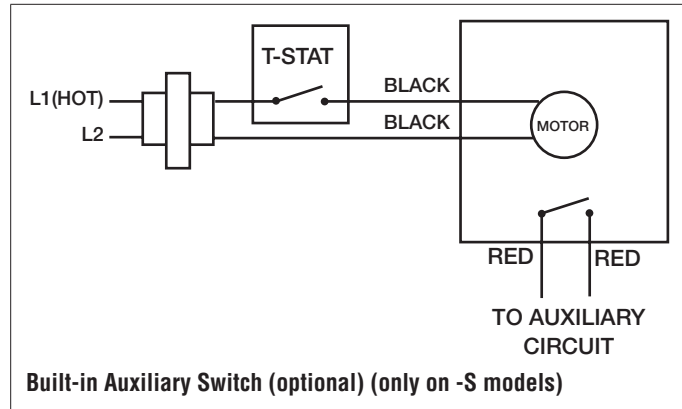 T-STAT
L1(HOT)
BLACK
L2
BLACK
MOTOR
RED
RED
TO AUXILIARY
CIRCUIT
Built-in Auxiliary Switch (optional) (only on -S models)